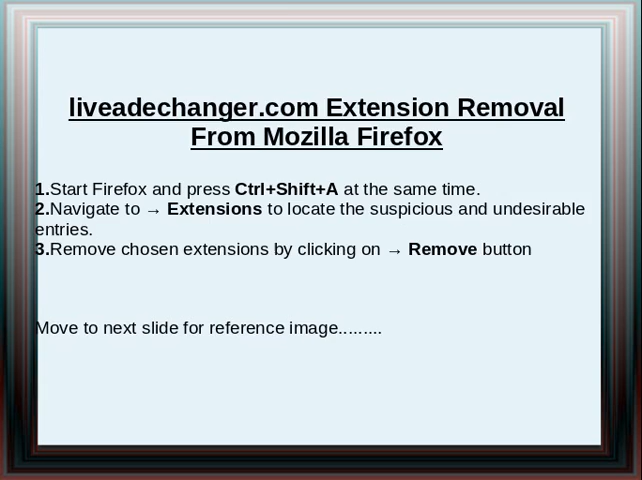 liveadechanger.com Extension Removal
From Mozilla Firefox
1.Start Firefox and press Ctrl+Shift+A at the same time.
2.Navigate to → Extensions to locate the suspicious and undesirable
entries.
3.Remove chosen extensions by clicking on → Remove button
Move to next slide for reference image.........